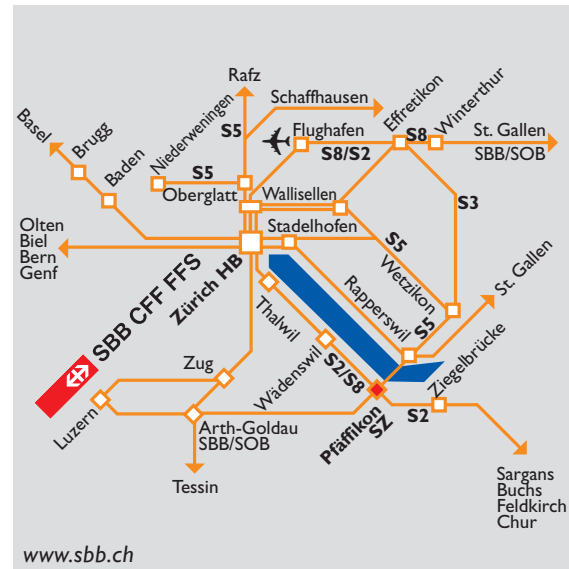 Rafz
Schaffhausen
Effretikon
Winterthur
Basel
Brugg
Baden
Niederweningen
S5
Flughafen
S8
St. Gallen
SBB/SOB
S8/S2
S5
Oberglatt
Wallisellen
S3
Olten
Biel
Bern
Genf
Stadelhofen
S5
Zürich HB
SBB CFF FFS
Thalwil
Rapperswil
Wetzikon
St. Gallen
S5
Zug
Wädenswil
S2/S8
Ziegelbrücke
Luzern
Arth-Goldau
SBB/SOB
Pfäffikon
SZ
S2
Tessin
Sargans
Buchs
Feldkirch
Chur
www.sbb.ch